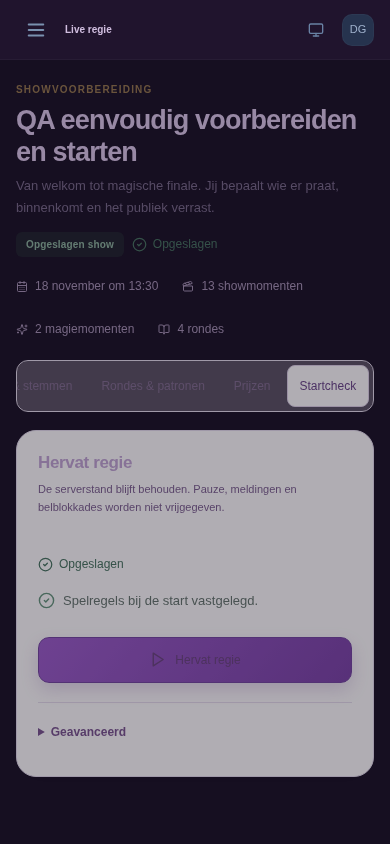 Live regie
DG
SHOWVOORBEREIDING
QA eenvoudig voorbereiden
en starten
Van welkom tot magische finale. Jij bepaalt wie er praat,
binnenkomt en het publiek verrast.
Opgeslagen show
Opgeslagen
18 november om 13:30
13 showmomenten
2 magiemomenten
4 rondes
stemmen
Rondes & patronen
Prijzen
Startcheck
Hervat regie
De serverstand blijft behouden. Pauze, meldingen en
belblokkades worden niet vrijgegeven.
Opgeslagen
Spelregels bij de start vastgelegd.
Hervat regie
Geavanceerd